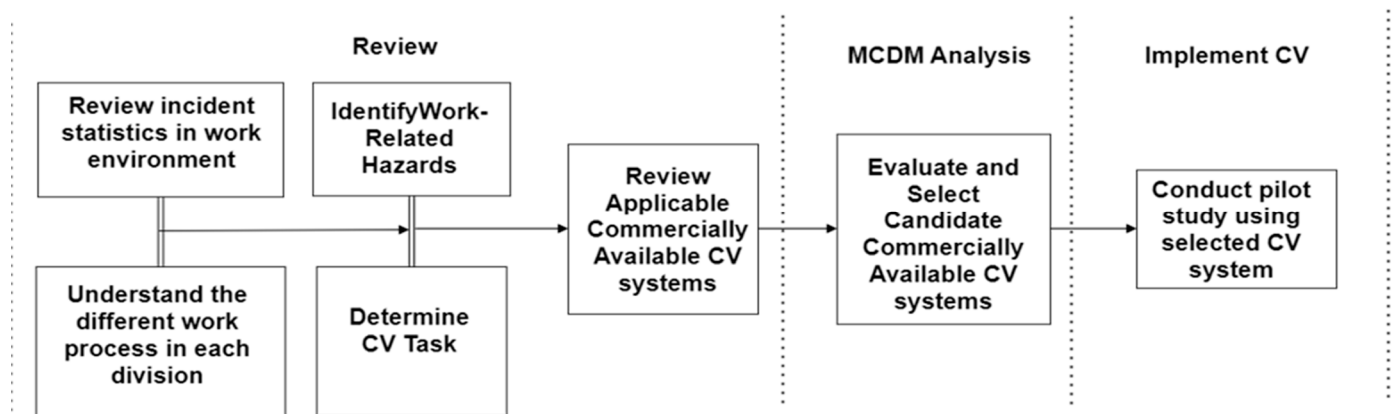 Review
MCDM Analysis
Implement CV
Review incident
statistics in work
environment
IdentifyWork-
Related
Hazards
Understand the
different work
process in each
division
Determine
CV Task
Review
Applicable
Commercially
Available CV
systems
Evaluate and
Select
Candidate
Commercially
Available CV
systems
Conduct pilot
study using
selected CV
system